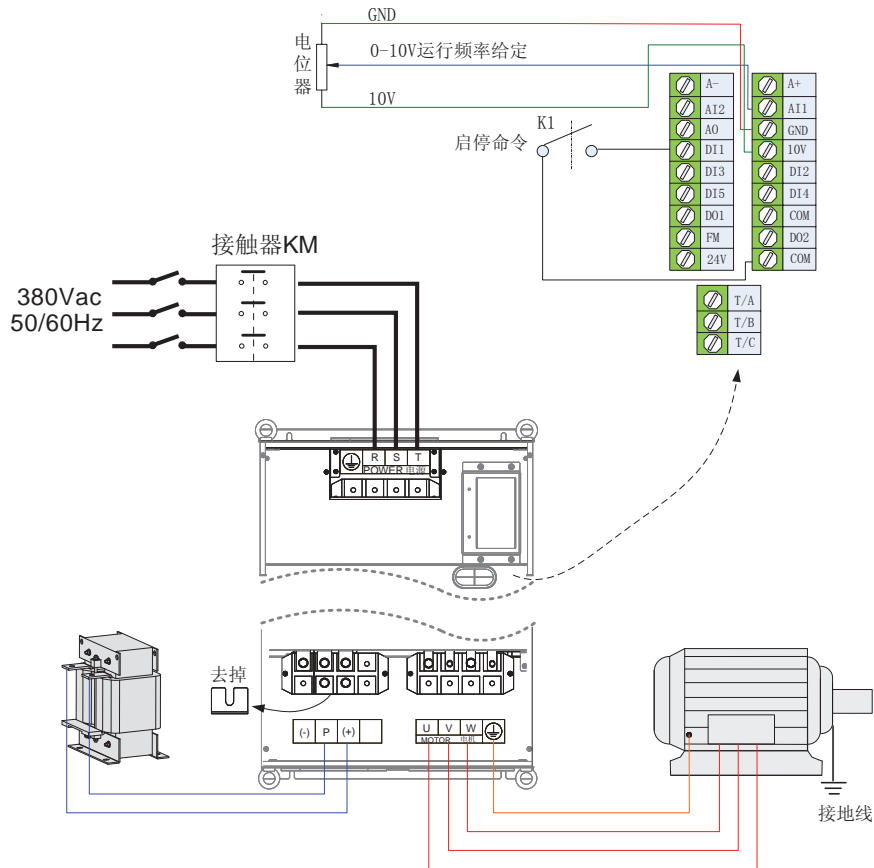 GND
电位器
0-10V运行频率给定
10V
K1
启停命令
A- A+
AI2 AI1
AO GND
DI1 10V
DI3 DI2
DI5 DI4
DO1 COM
FM DO2
24V COM
T/A
T/B
T/C
接触器KM
380Vac
50/60Hz
R S T
POWER 电源
去掉
(-) P (+)
U V W
MOTOR 电机
接地线